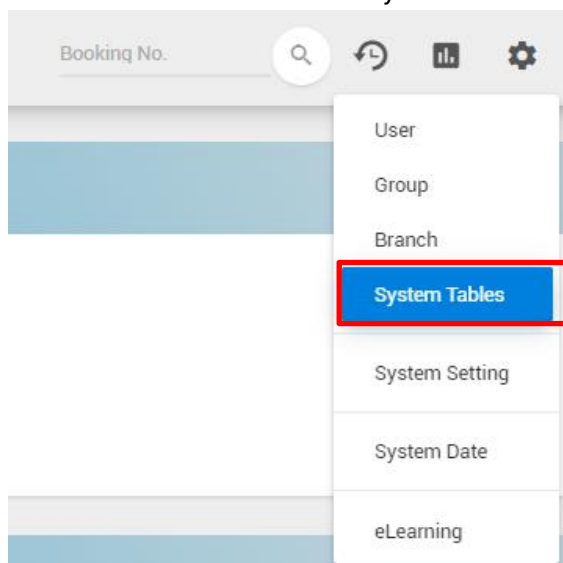 Booking No.
User
Group
Branch
System Tables
System Setting
System Date
eLearning